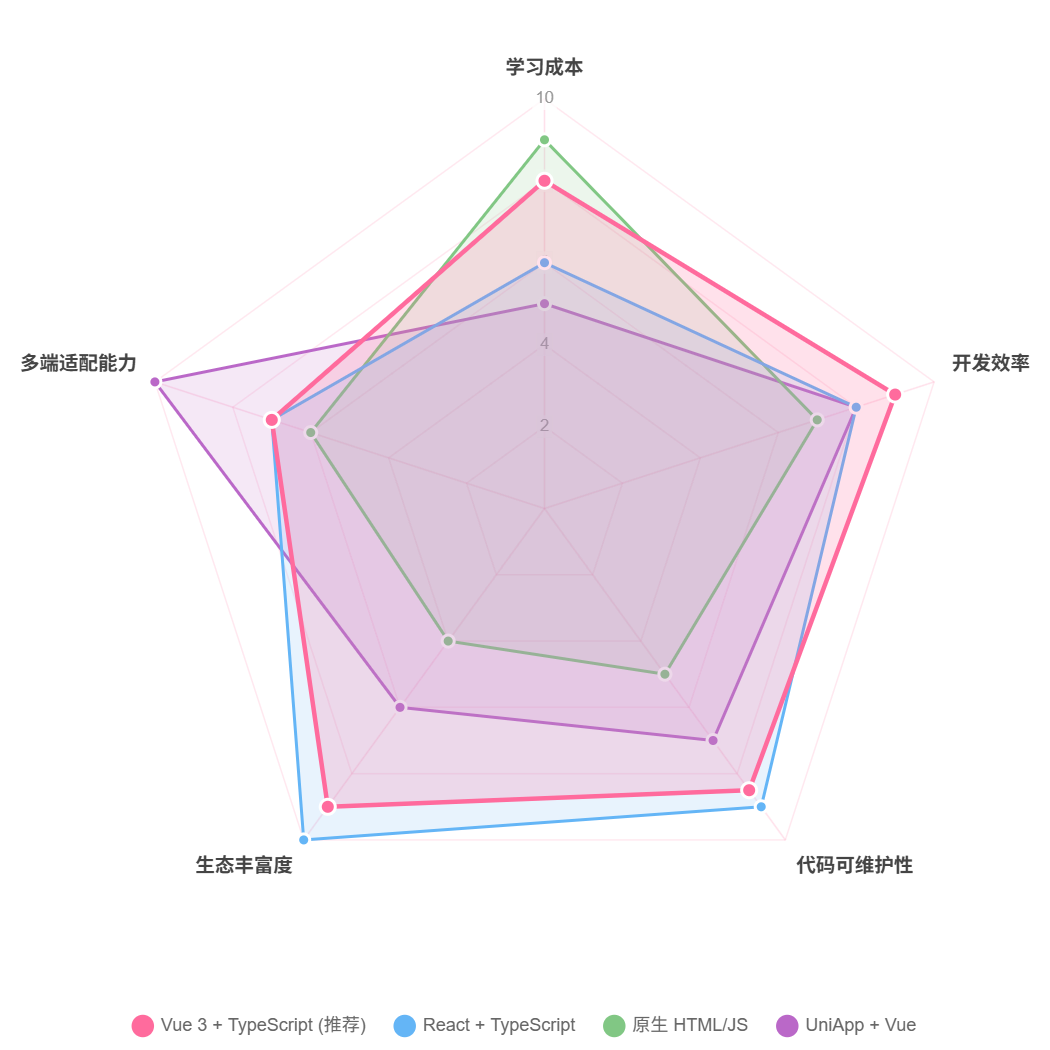 学习成本
10
开发效率
多端适配能力
4
2
生态丰富度
代码可维护性
Vue 3 + TypeScript (推荐)
React + TypeScript
原生 HTML/JS
UniApp + Vue